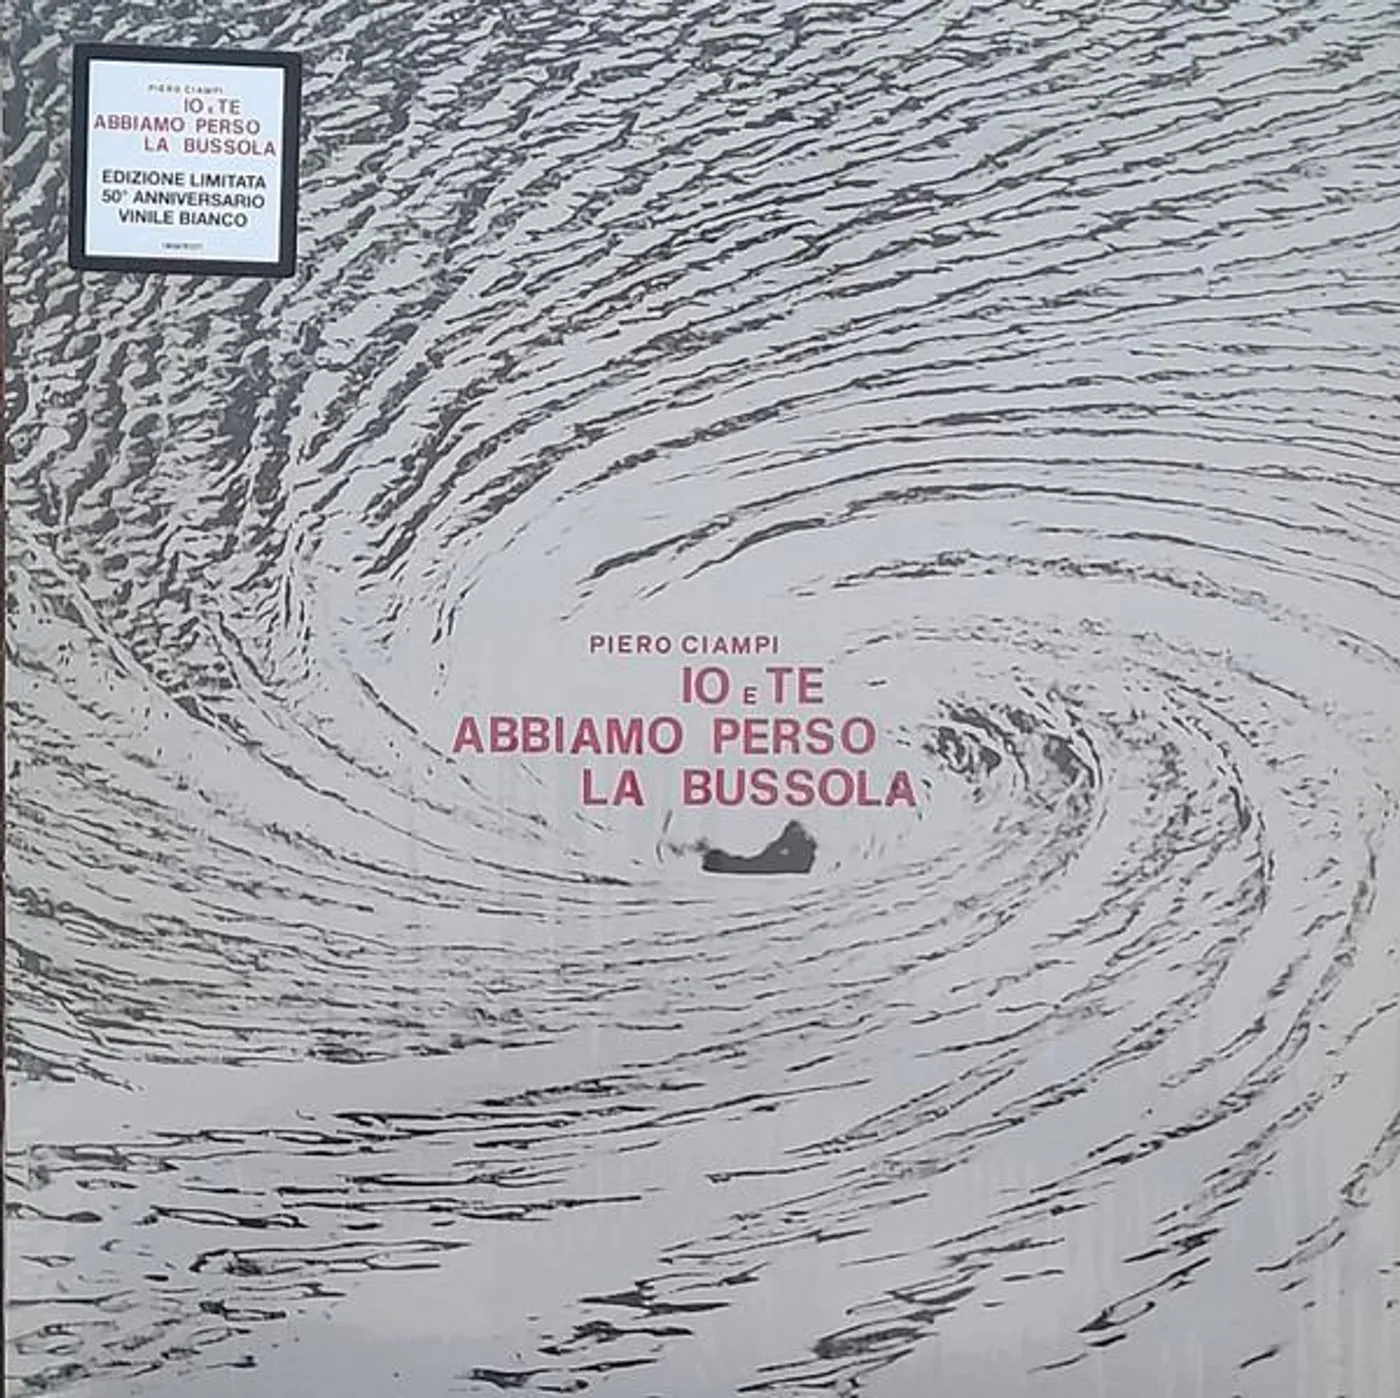 PIERO CIAMPI
IO E TE
ABBIAMO PERSO
LA BUSSOLA
EDIZIONE LIMITATA
50° ANNIVERSARIO
VINILE BIANCO
PIERO CIAMPI
IO E TE
ABBIAMO PERSO
LA BUSSOLA